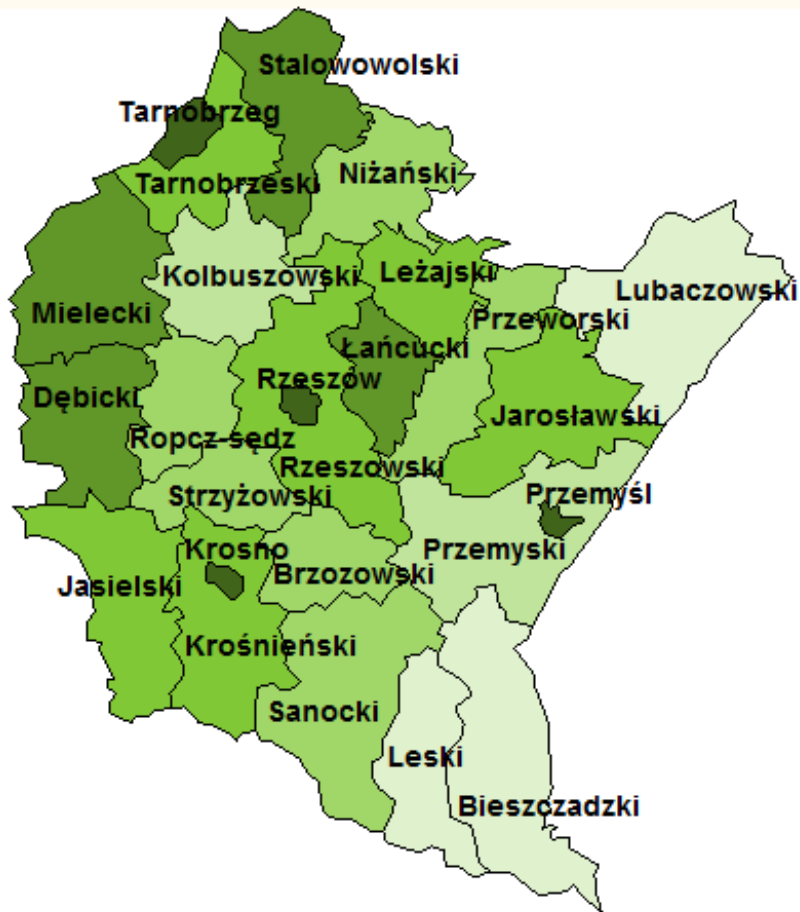 Stalowowolski
Tarnobrzeg
Niżański
Tarnobrzeski
Kolbuszowski
Leżajski
Lubaczowski
Mielecki
Przeworski
Łańcucki
Rzeszów
Dębicki
Jarosławski
Ropcz-sędz
Rzeszowski
Strzyżowski
Przemyśl
Krosno
Przemyski
Jasielski
Brzozowski
Krośnieński
Sanocki
Leski
Bieszczadzki